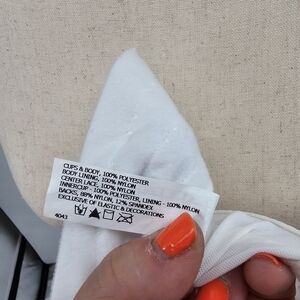 CUPS & BODY, 100% POLYESTER
BODY LINING, 100% NYLON
CENTER LACE, 100% NYLON
INNERCUP - 100% POLYESTER, LINING - 100% NYLON
BACKS, 88% NYLON, 12% SPANDEX
EXCLUSIVE OF ELASTIC & DECORATIONS
4043